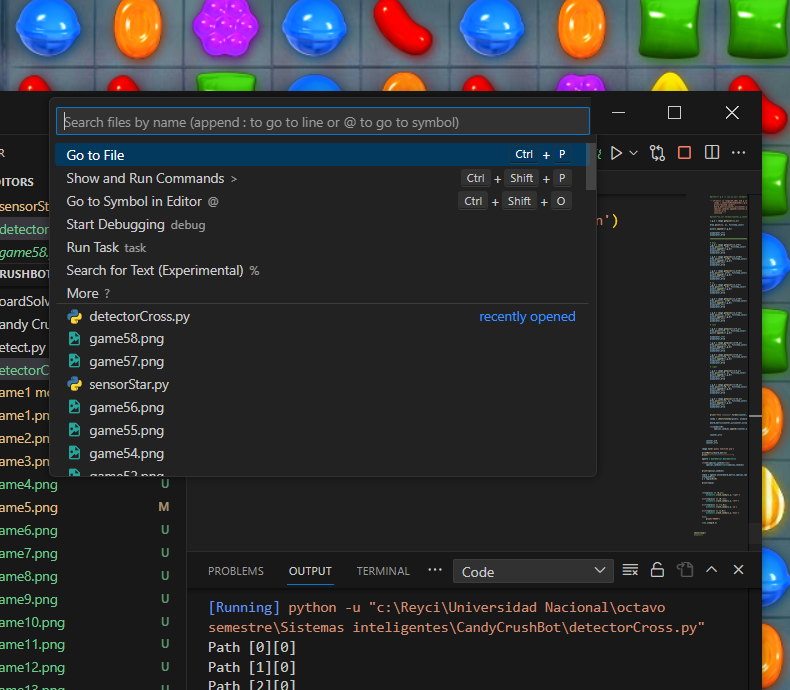 Search files by name (append : to go to line or @ to go to symbol)
Go to File Ctrl + P
Show and Run Commands > Ctrl + Shift + P
Go to Symbol in Editor @ Ctrl + Shift + O
Start Debugging debug
Run Task task
Search for Text (Experimental) %
More ?
detectorCross.py recently opened
game58.png
game57.png
sensorStar.py
game56.png
game55.png
game54.png
R
DITORS
sensorSt
detector
game58.
RUSHBOT
oardSolv
andy Cru
etect.py
etectorC
ame1 mo
ame1.pn
ame2.pn
ame3.pn
ame4.png U
ame5.png M
ame6.png U
ame7.png U
ame8.png U
ame9.png U
ame10.png U
ame11.png U
ame12.png U
n')
PROBLEMS OUTPUT TERMINAL ··· Code
[Running] python -u "c:\Reyci\Universidad Nacional\octavo
semestre\Sistemas inteligentes\CandyCrushBot\detectorCross.py"
Path [0][0]
Path [1][0]
Path [2][0]